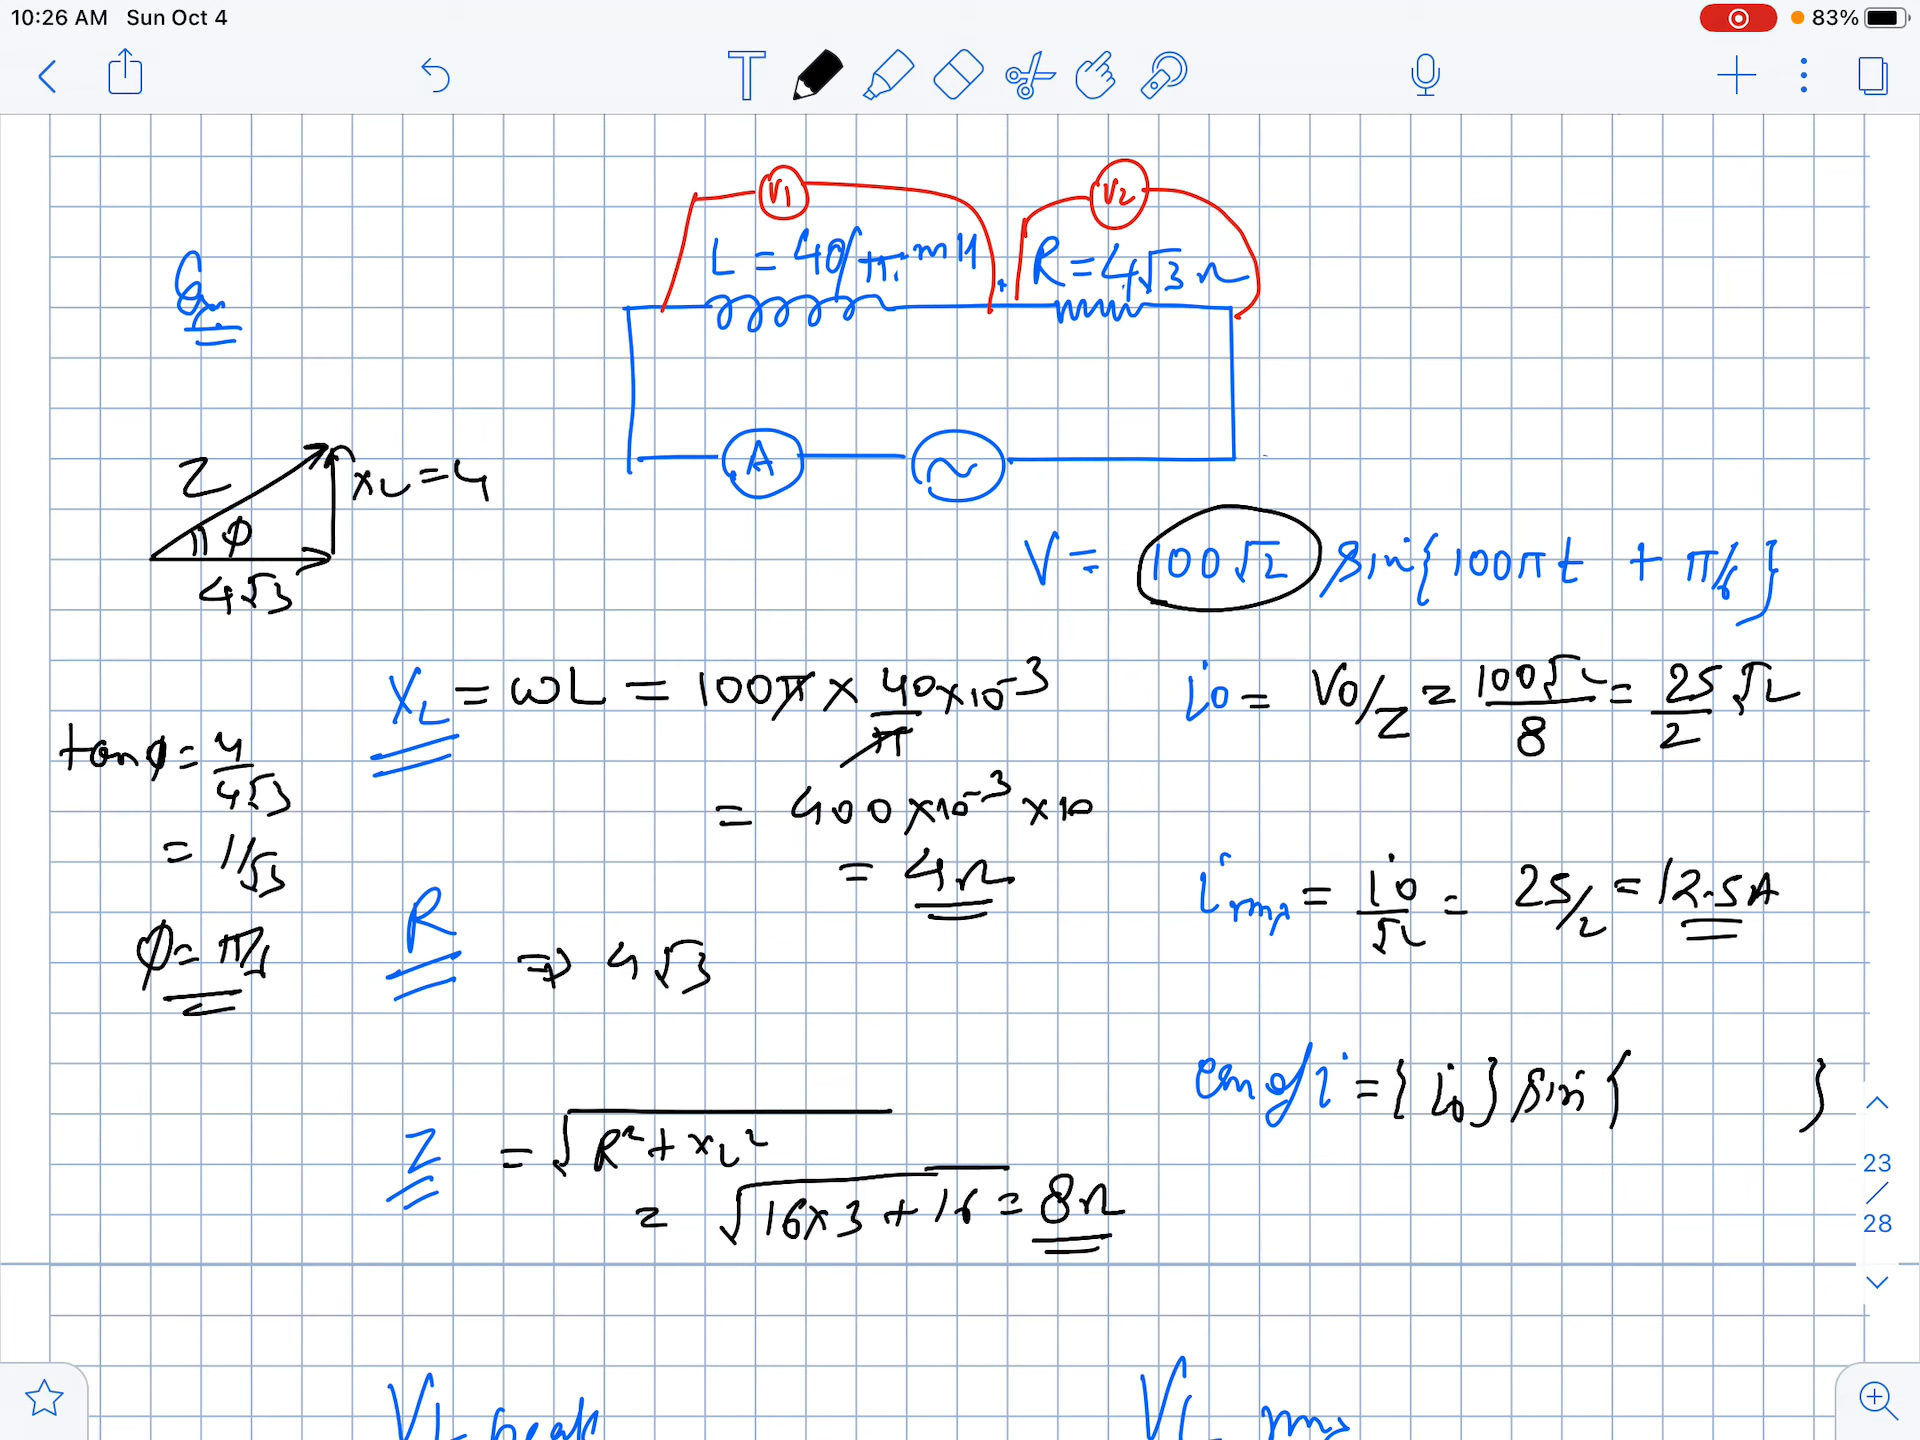 10:26 AM Sun Oct 4
83%
T
V1
V2
L = 40/π mH
R = 4√3 Ω
Qn.
A
Z
XL = 4
φ
4√3
V = 100√2 sin{100πt + π/6}
XL = ωL = 100π × 40/π ×10⁻³
= 400×10⁻³ ×10
= 4Ω
tanφ = 4/4√3
= 1/√3
φ = π/6
R ⇒ 4√3
Z = √R² + XL²
= √16×3 + 16 = 8Ω
i0 = V0/Z = 100√2/8 = 25/2 √2
irms = i0/√2 = 25/2 = 12.5A
eqn of i = { i0 } sin { }
23
/
28
VL peak
VL rms